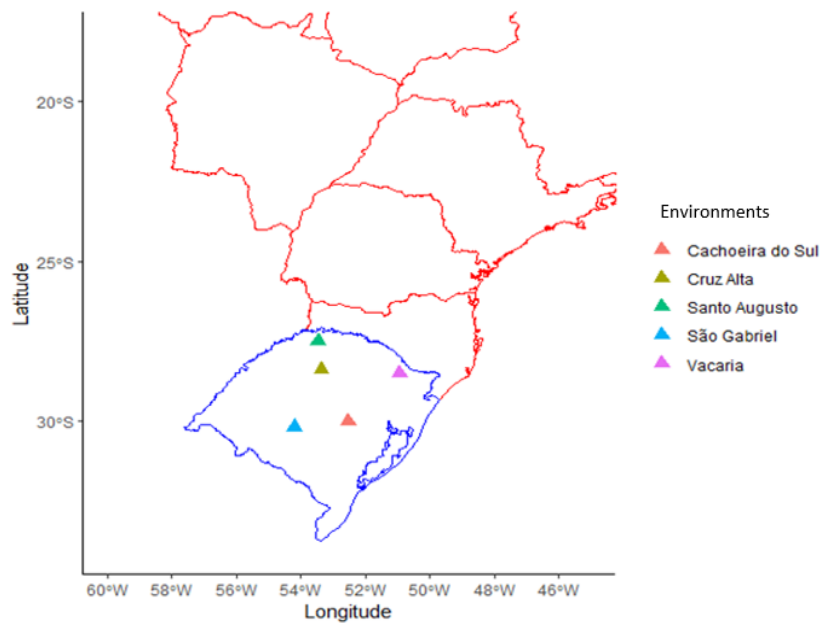 20°S
25°S
30°S
Latitude
60°W
58°W
56°W
54°W
52°W
50°W
48°W
46°W
Longitude
Environments
Cachoeira do Sul
Cruz Alta
Santo Augusto
São Gabriel
Vacaria